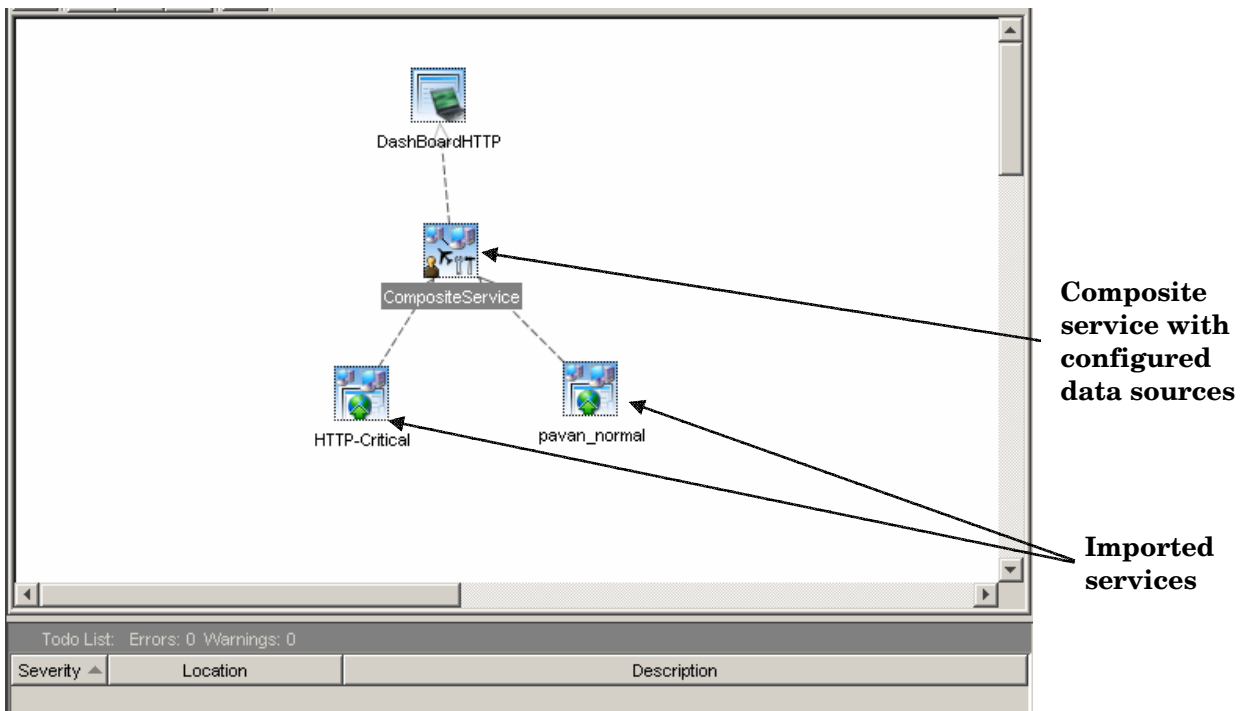 DashBoardHTTP
CompositeService
HTTP-Critical
pavan_normal
Composite
service with
configured
data sources
Imported
services
Todo List: Errors: 0 Warnings: 0
Severity Location Description